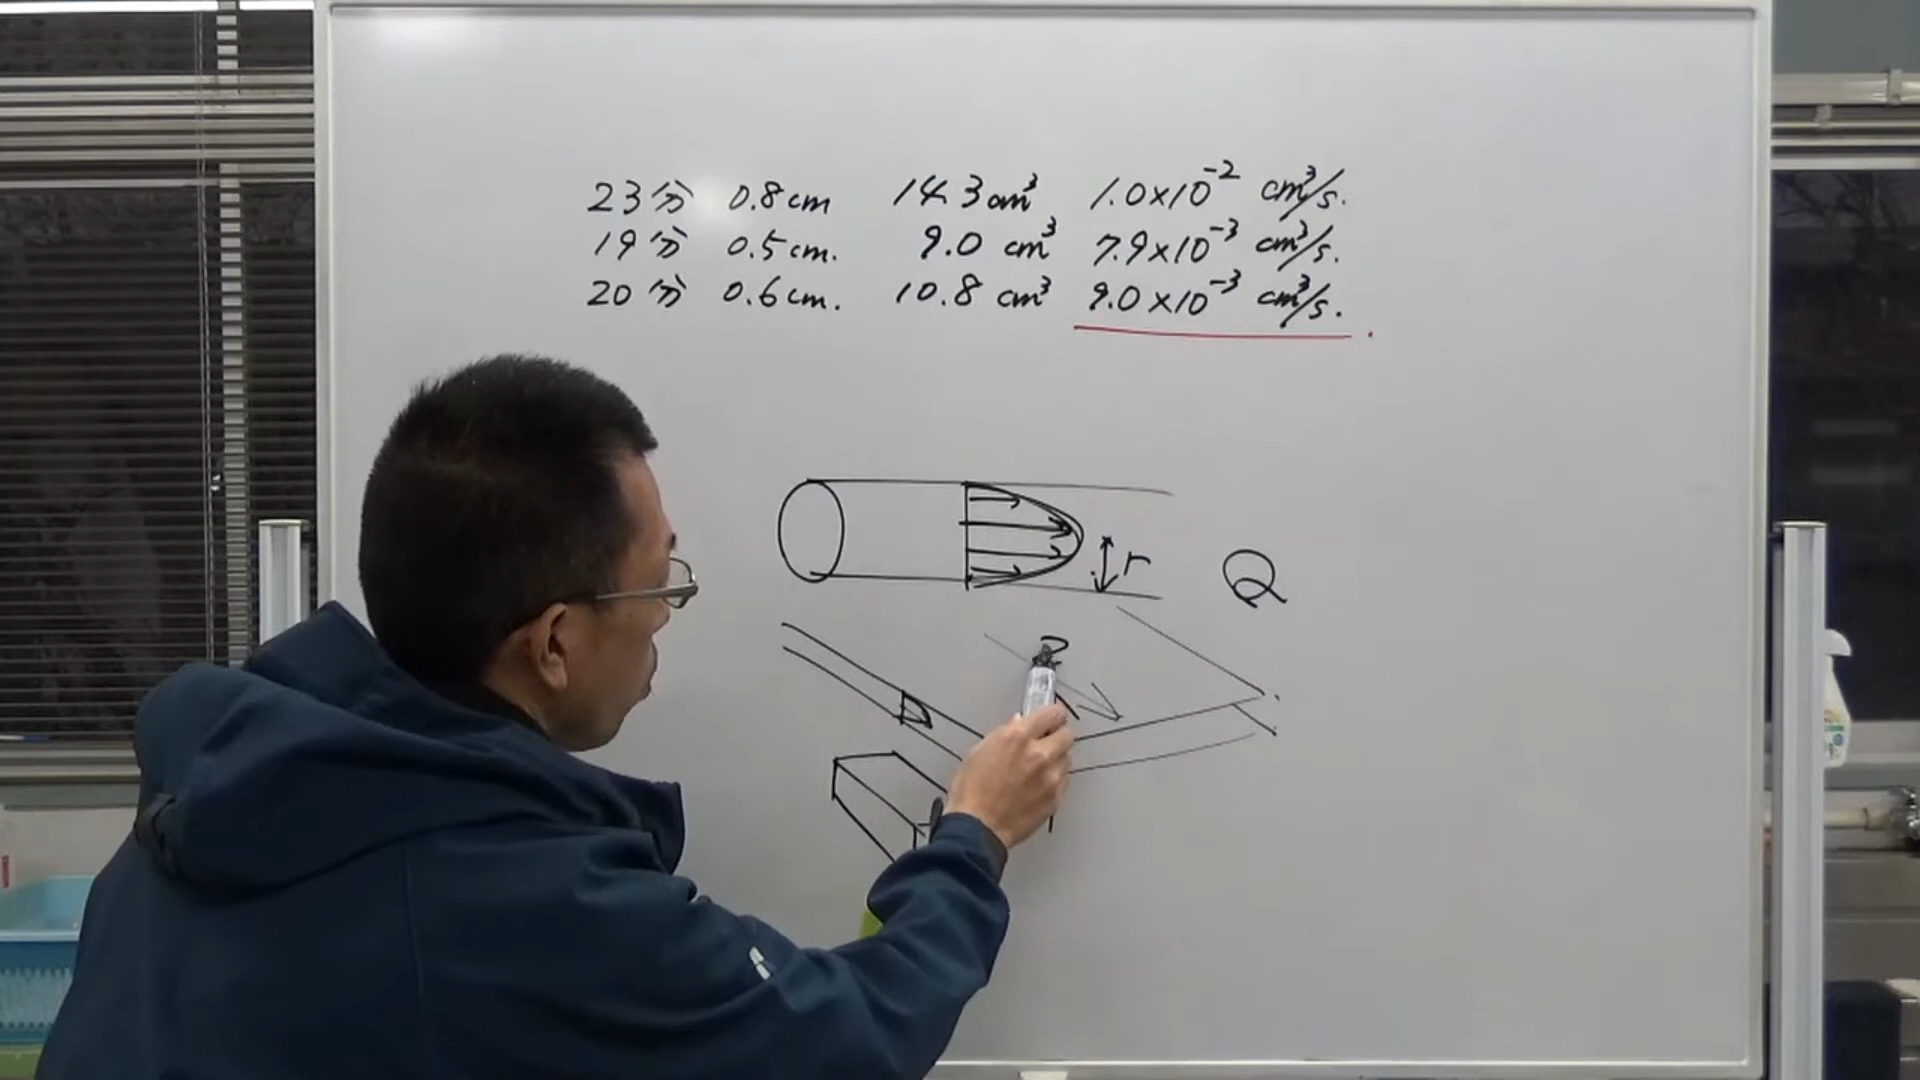 23分 0.8cm 14.3cm³ 1.0×10⁻² cm³/s.
19分 0.5cm. 9.0 cm³ 7.9×10⁻³ cm³/s.
20分 0.6cm. 10.8 cm³ 9.0×10⁻³ cm³/s.
r
Q